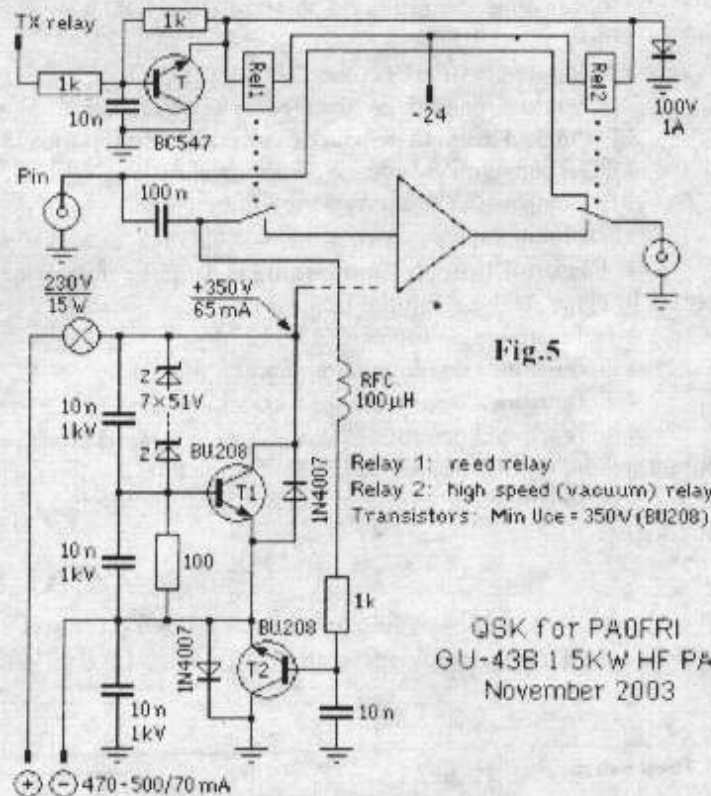 TX relay
1k
1k
T
10n
BC547
Rel1
-24
Rel2
100V
1A
Pin
100n
230V
15W
+350V
65mA
Fig.5
Z
7×51V
Z
10n
1kV
BU208
T1
1N4007
RFC
100µH
Relay 1: reed relay
Relay 2: high speed (vacuum) relay
Transistors: Min Uce = 350V (BU208)
10n
1kV
100
1k
BU208
T2
1N4007
10n
1kV
10n
QSK for PA0FRI
GU-43B 1.5KW HF PA
November 2003
+ - 470-500/70mA